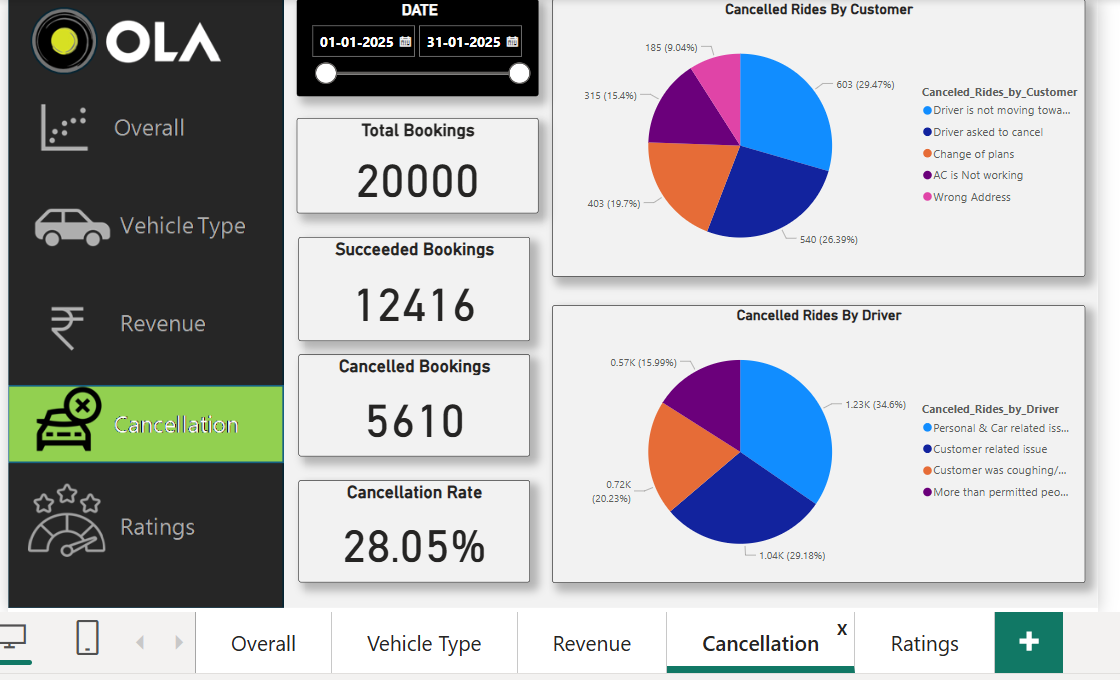 OLA
Overall
Vehicle Type
Revenue
Cancellation
Ratings
DATE
01-01-2025 31-01-2025
Total Bookings
20000
Succeeded Bookings
12416
Cancelled Bookings
5610
Cancellation Rate
28.05%
Cancelled Rides By Customer
185 (9.04%)
603 (29.47%)
315 (15.4%)
403 (19.7%)
540 (26.39%)
Canceled_Rides_by_Customer
Driver is not moving towa...
Driver asked to cancel
Change of plans
AC is Not working
Wrong Address
Cancelled Rides By Driver
0.57K (15.99%)
1.23K (34.6%)
0.72K
(20.23%)
1.04K (29.18%)
Canceled_Rides_by_Driver
Personal & Car related iss...
Customer related issue
Customer was coughing/...
More than permitted peo...
Overall
Vehicle Type
Revenue
Cancellation x
Ratings
+